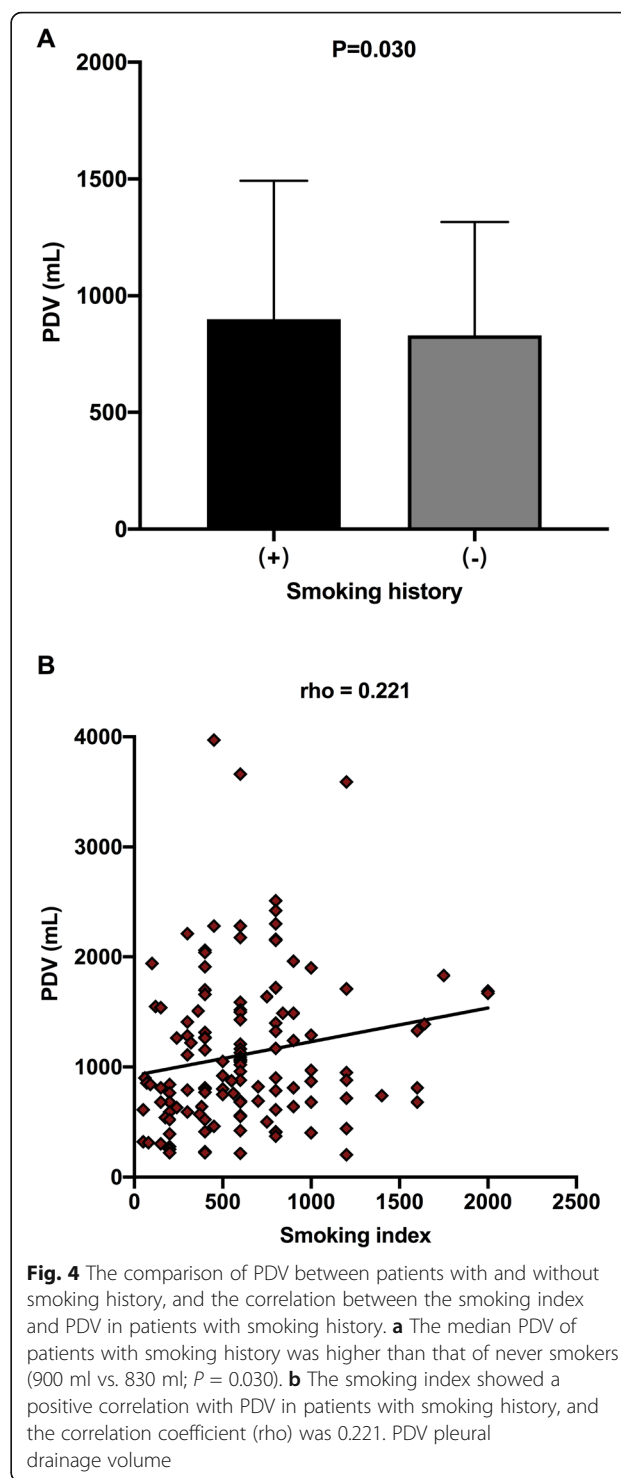 A
P=0.030
2000
1500
1000
500
0
PDV (mL)
(+)
(-)
Smoking history
B
rho = 0.221
4000
3000
2000
1000
0
PDV (mL)
0
500
1000
1500
2000
2500
Smoking index
Fig. 4 The comparison of PDV between patients with and without
smoking history, and the correlation between the smoking index
and PDV in patients with smoking history. a The median PDV of
patients with smoking history was higher than that of never smokers
(900 ml vs. 830 ml; P = 0.030). b The smoking index showed a
positive correlation with PDV in patients with smoking history, and
the correlation coefficient (rho) was 0.221. PDV pleural
drainage volume